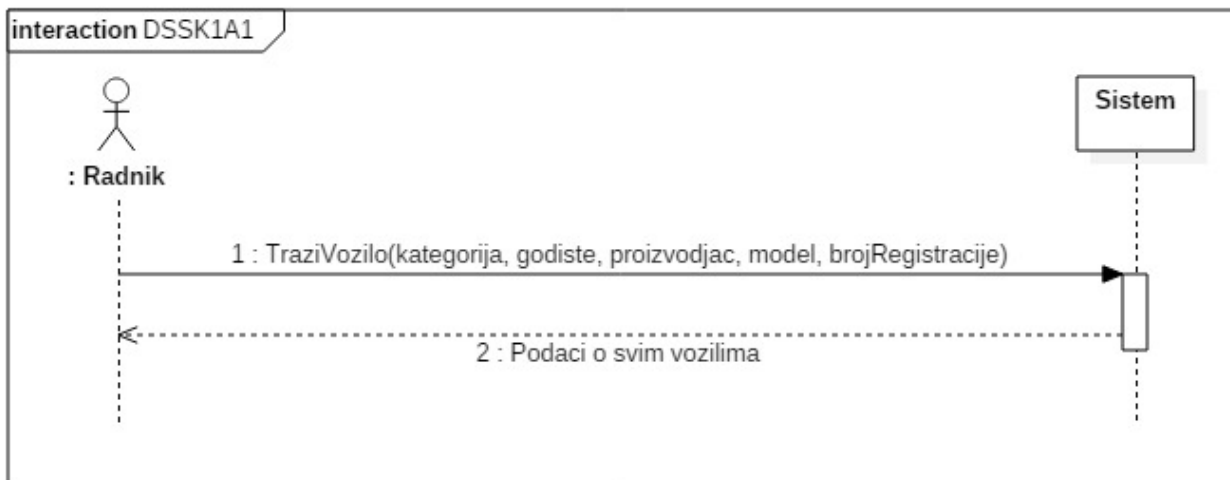 interaction DSSK1A1
Sistem
: Radnik
1 : TraziVozilo(kategorija, godiste, proizvodjac, model, brojRegistracije)
2 : Podaci o svim vozilima